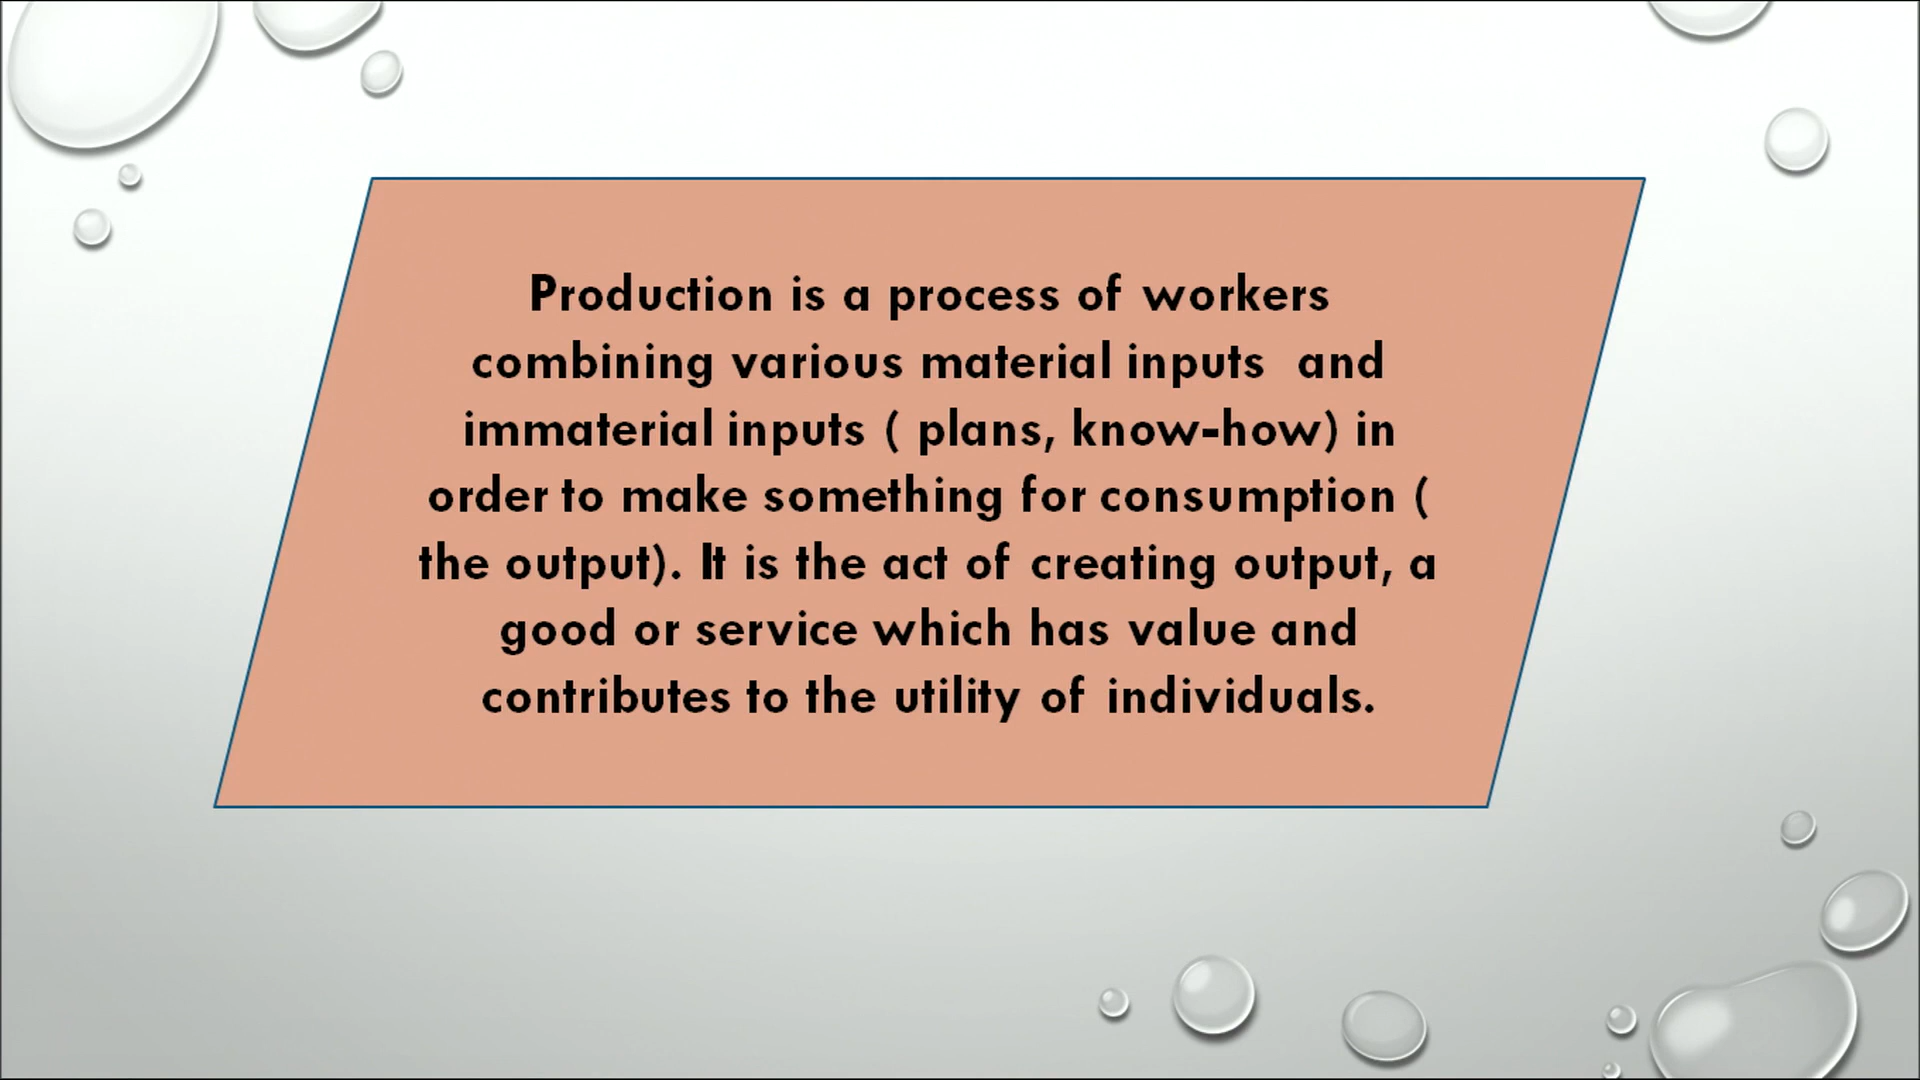 Production is a process of workers
combining various material inputs  and
immaterial inputs ( plans, know-how) in
order to make something for consumption (
the output). It is the act of creating output, a
good or service which has value and
contributes to the utility of individuals.